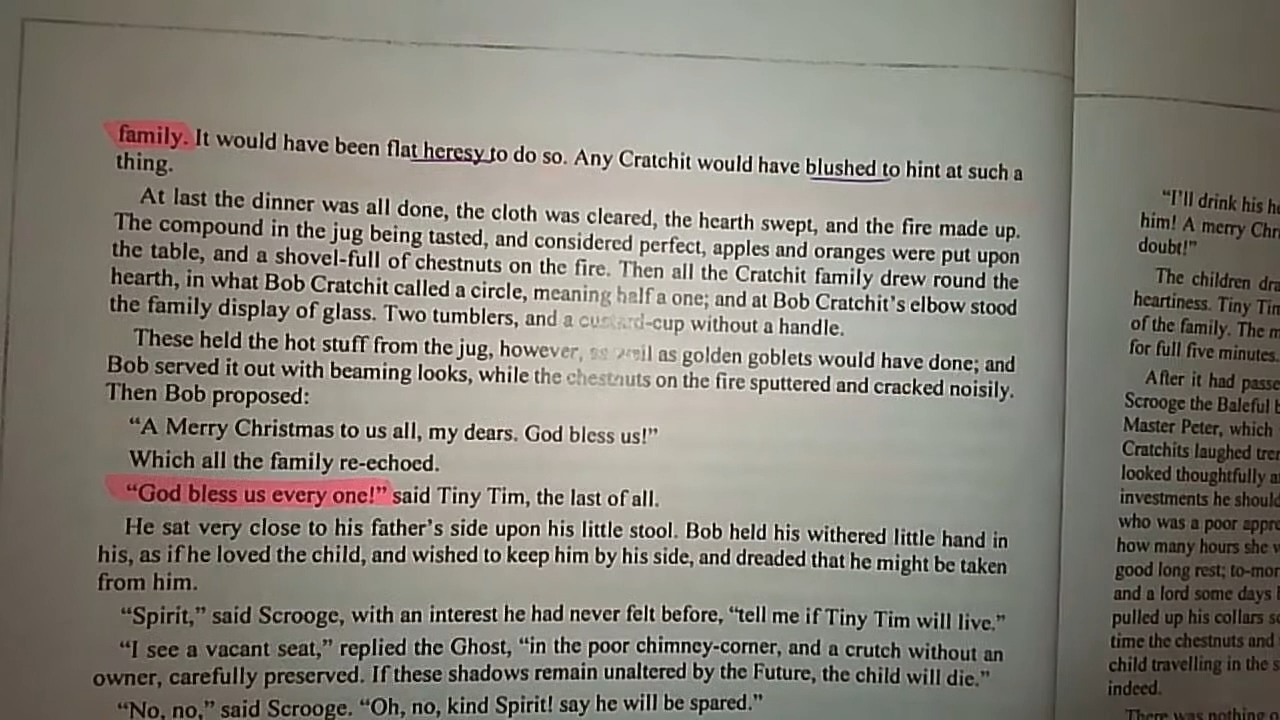 family. It would have been flat heresy to do so. Any Cratchit would have blushed to hint at such a
thing.
At last the dinner was all done, the cloth was cleared, the hearth swept, and the fire made up.
The compound in the jug being tasted, and considered perfect, apples and oranges were put upon
the table, and a shovel-full of chestnuts on the fire. Then all the Cratchit family drew round the
hearth, in what Bob Cratchit called a circle, meaning half a one; and at Bob Cratchit's elbow stood
the family display of glass. Two tumblers, and a custard-cup without a handle.
These held the hot stuff from the jug, however, as well as golden goblets would have done; and
Bob served it out with beaming looks, while the chestnuts on the fire sputtered and cracked noisily.
Then Bob proposed:
“A Merry Christmas to us all, my dears. God bless us!”
Which all the family re-echoed.
“God bless us every one!” said Tiny Tim, the last of all.
He sat very close to his father's side upon his little stool. Bob held his withered little hand in
his, as if he loved the child, and wished to keep him by his side, and dreaded that he might be taken
from him.
“Spirit,” said Scrooge, with an interest he had never felt before, “tell me if Tiny Tim will live.”
“I see a vacant seat,” replied the Ghost, “in the poor chimney-corner, and a crutch without an
owner, carefully preserved. If these shadows remain unaltered by the Future, the child will die.”
“No, no,” said Scrooge. “Oh, no, kind Spirit! say he will be spared.”
“I'll drink his
him! A merry
doubt!”
The children
heartiness. Tiny
of the family. The
for full five minutes.
After it had
Scrooge the Baleful
Master Peter, which
Cratchits laughed
looked thoughtfully
investments he should
who was a poor
how many hours she
good long rest;
and a lord some days
pulled up his collars
time the chestnuts and
child travelling in the
indeed.
There was nothing